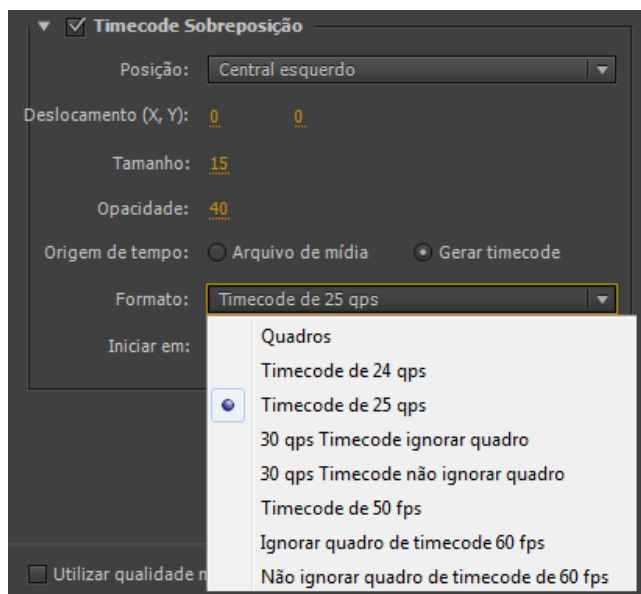 Timecode Sobreposição
Posição: Central esquerdo
Deslocamento (X, Y): 0 0
Tamanho: 15
Opacidade: 40
Origem de tempo: Arquivo de mídia Gerar timecode
Formato: Timecode de 25 qps
Iniciar em:
Quadros
Timecode de 24 qps
Timecode de 25 qps
30 qps Timecode ignorar quadro
30 qps Timecode não ignorar quadro
Timecode de 50 fps
Ignorar quadro de timecode 60 fps
Não ignorar quadro de timecode de 60 fps
Utilizar qualidade